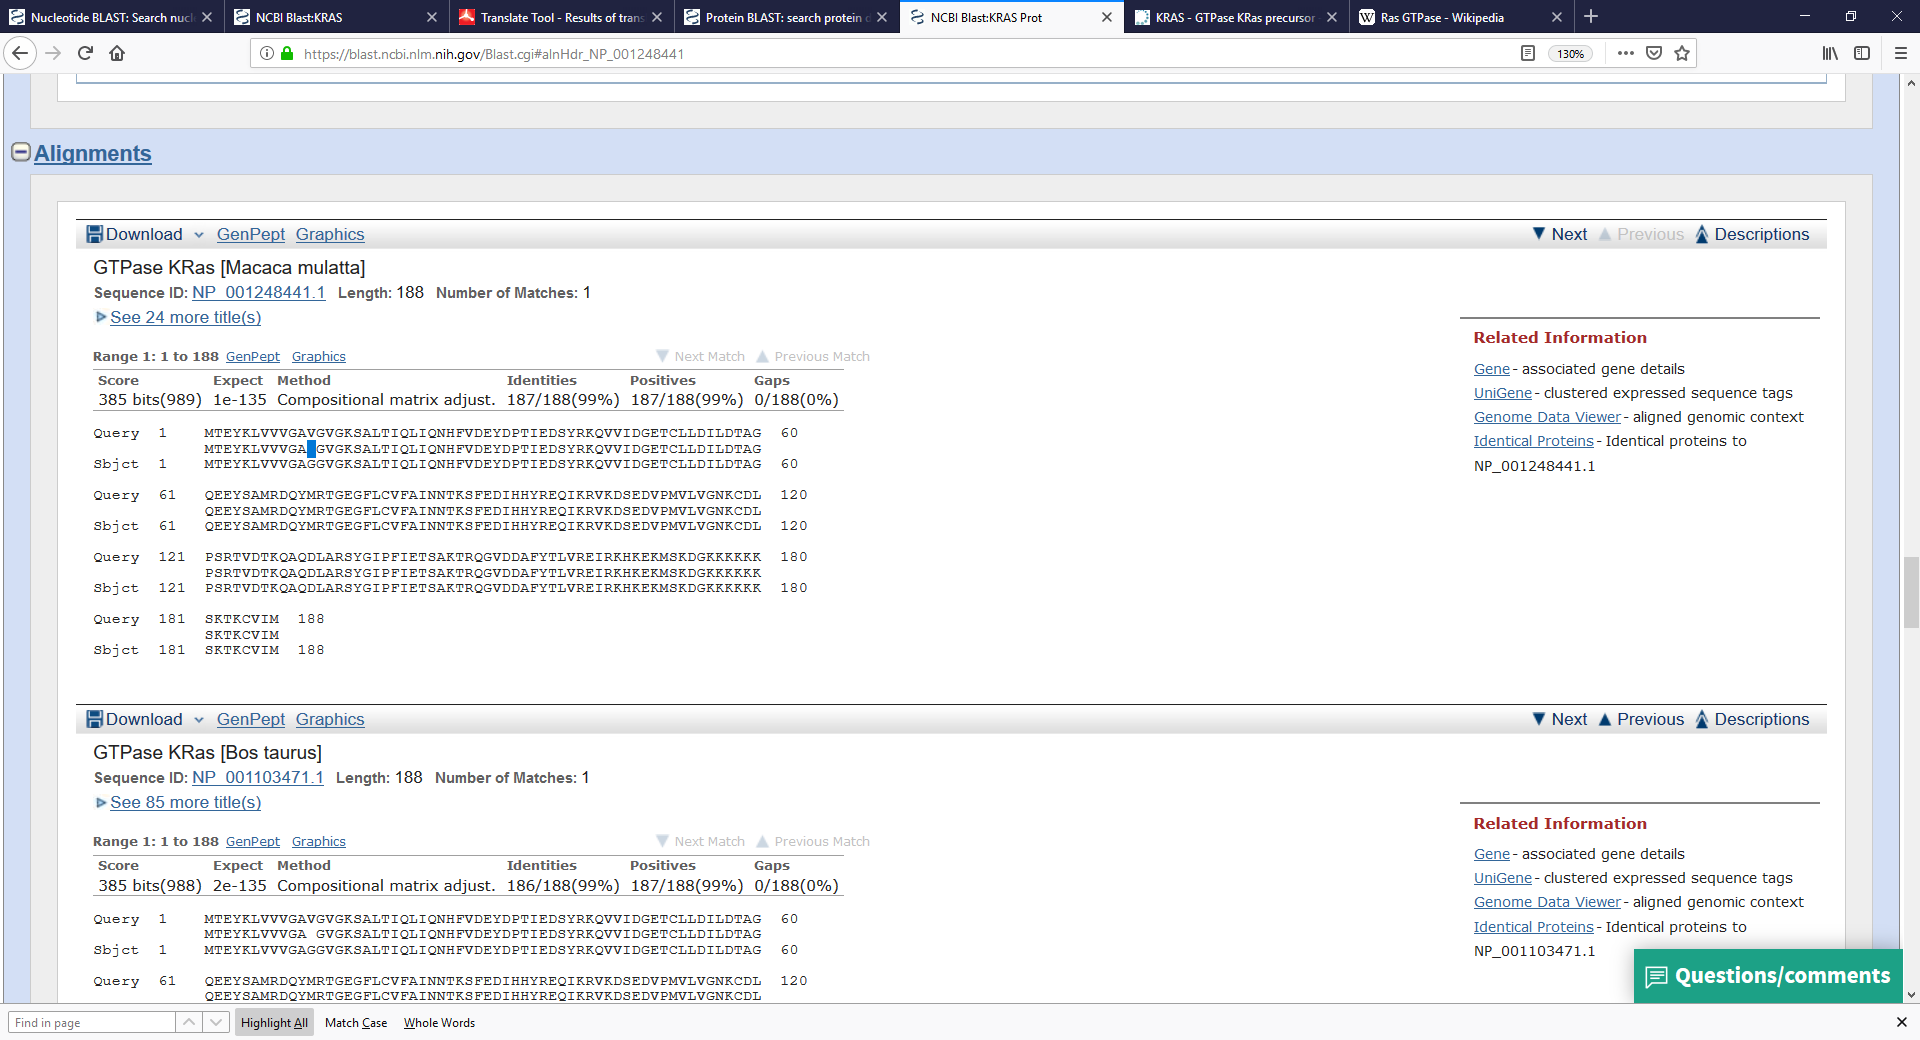 Nucleotide BLAST: Search nucl
NCBI Blast:KRAS
Translate Tool - Results of trans
Protein BLAST: search protein d
NCBI Blast:KRAS Prot
KRAS - GTPase KRas precursor
Ras GTPase - Wikipedia
https://blast.ncbi.nlm.nih.gov/Blast.cgi#alnHdr_NP_001248441
130%
Alignments
Download GenPept Graphics Next Previous Descriptions
GTPase KRas [Macaca mulatta]
Sequence ID: NP_001248441.1 Length: 188 Number of Matches: 1
See 24 more title(s)
Range 1: 1 to 188 GenPept Graphics Next Match Previous Match
Score Expect Method Identities Positives Gaps
385 bits(989) 1e-135 Compositional matrix adjust. 187/188(99%) 187/188(99%) 0/188(0%)
Query 1 MTEYKLVVVGAVGVGKSALTIQLIQNHFVDEYDPTIEDSYRKQVVIDGETCLLDILDTAG 60
MTEYKLVVVGA GVGKSALTIQLIQNHFVDEYDPTIEDSYRKQVVIDGETCLLDILDTAG
Sbjct 1 MTEYKLVVVGAGGVGKSALTIQLIQNHFVDEYDPTIEDSYRKQVVIDGETCLLDILDTAG 60
Query 61 QEEYSAMRDQYMRTGEGFLCVFAINNTKSFEDIHHYREQIKRVKDSEDVPMVLVGNKCDL 120
QEEYSAMRDQYMRTGEGFLCVFAINNTKSFEDIHHYREQIKRVKDSEDVPMVLVGNKCDL
Sbjct 61 QEEYSAMRDQYMRTGEGFLCVFAINNTKSFEDIHHYREQIKRVKDSEDVPMVLVGNKCDL 120
Query 121 PSRTVDTKQAQDLARSYGIPFIETSAKTRQGVDDAFYTLVREIRKHKEKMSKDGKKKKKK 180
PSRTVDTKQAQDLARSYGIPFIETSAKTRQGVDDAFYTLVREIRKHKEKMSKDGKKKKKK
Sbjct 121 PSRTVDTKQAQDLARSYGIPFIETSAKTRQGVDDAFYTLVREIRKHKEKMSKDGKKKKKK 180
Query 181 SKTKCVIM 188
SKTKCVIM
Sbjct 181 SKTKCVIM 188
Related Information
Gene - associated gene details
UniGene - clustered expressed sequence tags
Genome Data Viewer - aligned genomic context
Identical Proteins - Identical proteins to
NP_001248441.1
Download GenPept Graphics Next Previous Descriptions
GTPase KRas [Bos taurus]
Sequence ID: NP_001103471.1 Length: 188 Number of Matches: 1
See 85 more title(s)
Range 1: 1 to 188 GenPept Graphics Next Match Previous Match
Score Expect Method Identities Positives Gaps
385 bits(988) 2e-135 Compositional matrix adjust. 186/188(99%) 187/188(99%) 0/188(0%)
Query 1 MTEYKLVVVGAVGVGKSALTIQLIQNHFVDEYDPTIEDSYRKQVVIDGETCLLDILDTAG 60
MTEYKLVVVGA GVGKSALTIQLIQNHFVDEYDPTIEDSYRKQVVIDGETCLLDILDTAG
Sbjct 1 MTEYKLVVVGAGGVGKSALTIQLIQNHFVDEYDPTIEDSYRKQVVIDGETCLLDILDTAG 60
Query 61 QEEYSAMRDQYMRTGEGFLCVFAINNTKSFEDIHHYREQIKRVKDSEDVPMVLVGNKCDL 120
QEEYSAMRDQYMRTGEGFLCVFAINNTKSFEDIHHYREQIKRVKDSEDVPMVLVGNKCDL
Related Information
Gene - associated gene details
UniGene - clustered expressed sequence tags
Genome Data Viewer - aligned genomic context
Identical Proteins - Identical proteins to
NP_001103471.1
Questions/comments
Find in page Highlight All Match Case Whole Words